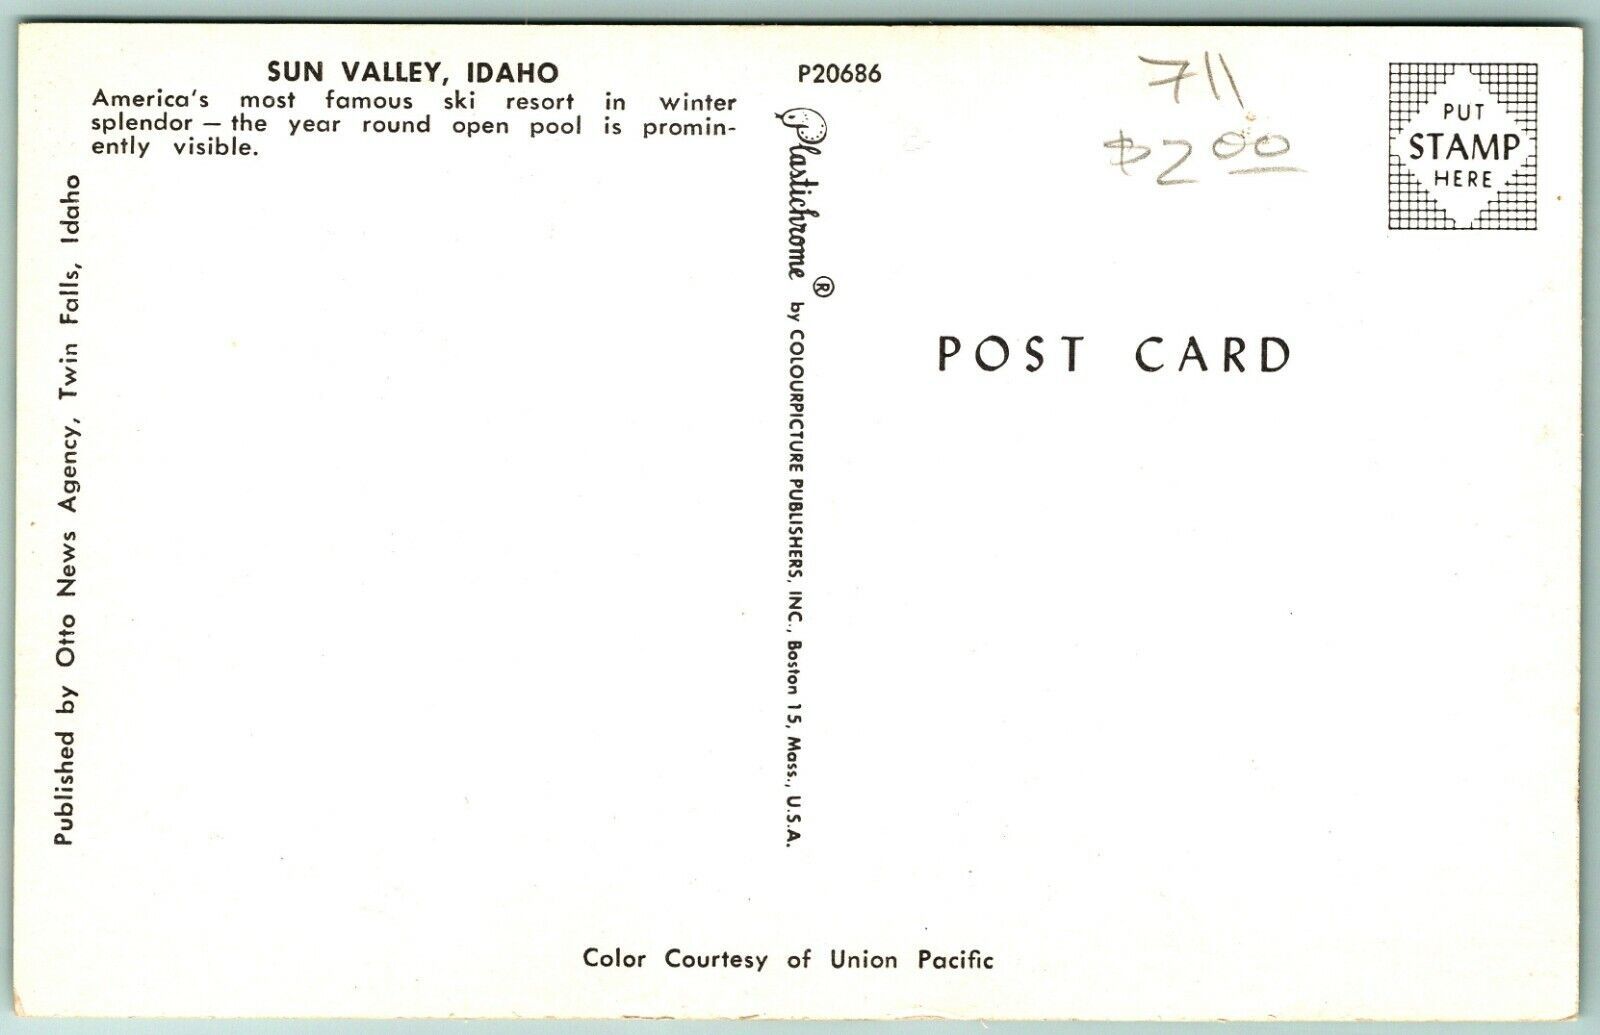 SUN VALLEY, IDAHO
America's most famous ski resort in winter
splendor — the year round open pool is promin-
ently visible.
Published by Otto News Agency, Twin Falls, Idaho
P20686
Plastichrome ® by COLOURPICTURE PUBLISHERS, INC., Boston 15, Mass., U.S.A.
711
$2 00
PUT
STAMP
HERE
POST CARD
Color Courtesy of Union Pacific